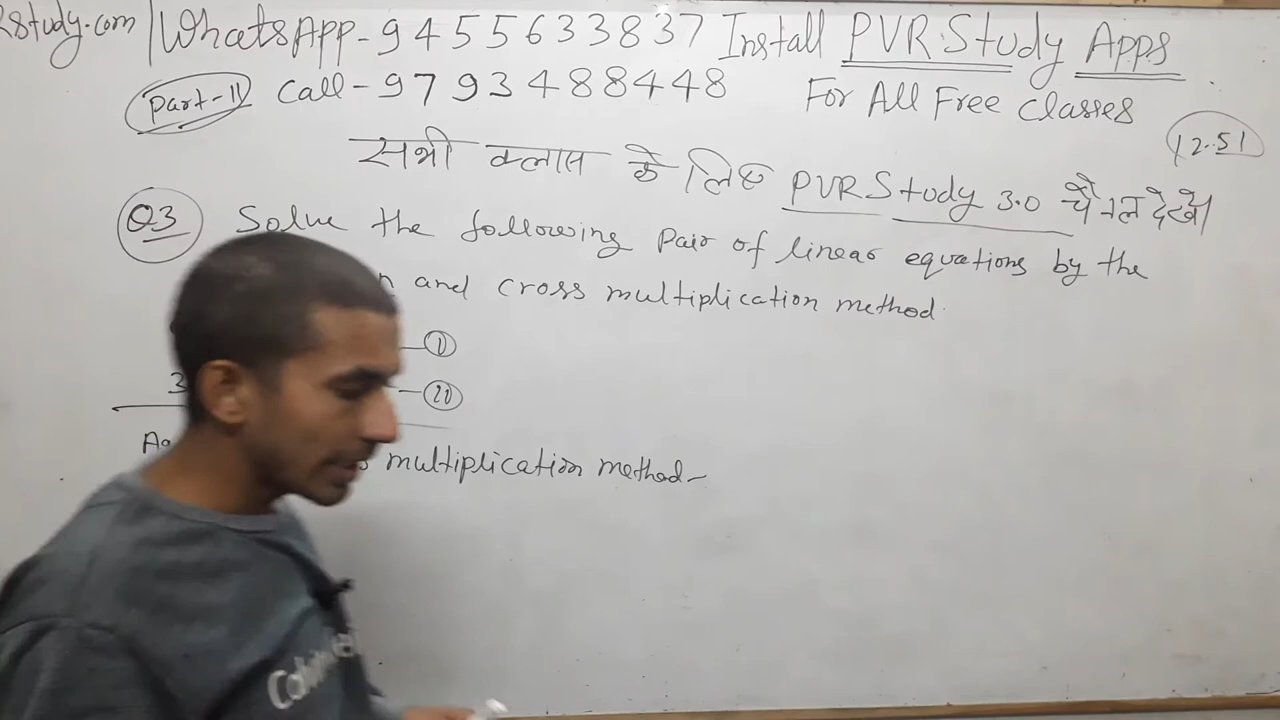 RStudy.com | WhatsApp - 9455633837 Install PVR Study Apps
Part-11 Call - 9793488448 For All Free Classes
12.51
सभी क्लास के लिए PVR Study 3.0 चैनल देखें
Q3 Solve the following Pair of linear equations by the
and cross multiplication method.
1
3 11
multiplication method-